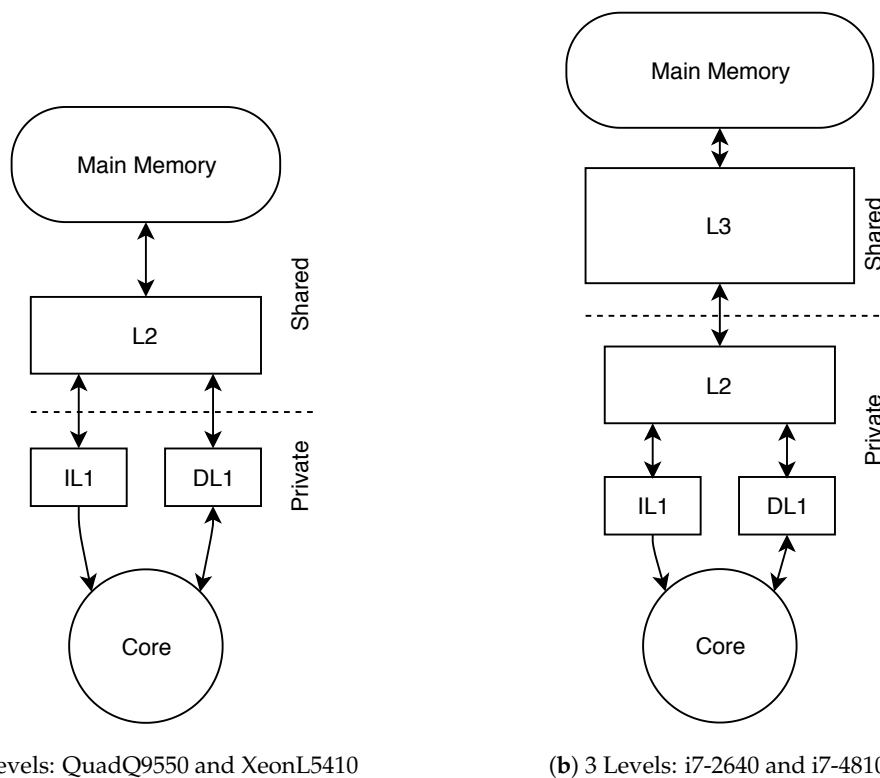 Main Memory
L2
Shared
IL1
DL1
Private
Core
evels: QuadQ9550 and XeonL5410
Main Memory
L3
Shared
L2
Private
IL1
DL1
Core
(b) 3 Levels: i7-2640 and i7-4810